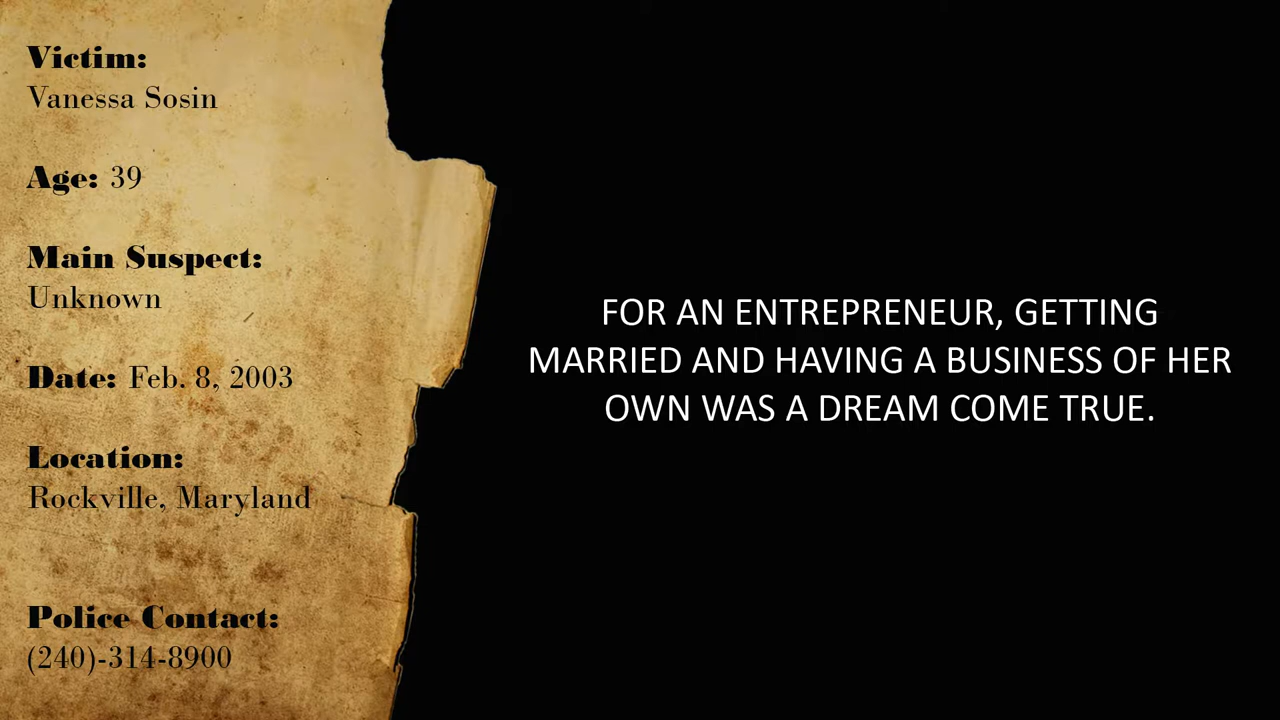 Victim:
Vanessa Sosin
Age: 39
Main Suspect:
Unknown
Date: Feb. 8, 2003
Location:
Rockville, Maryland
Police Contact:
(240)-314-8900
FOR AN ENTREPRENEUR, GETTING
MARRIED AND HAVING A BUSINESS OF HER
OWN WAS A DREAM COME TRUE.